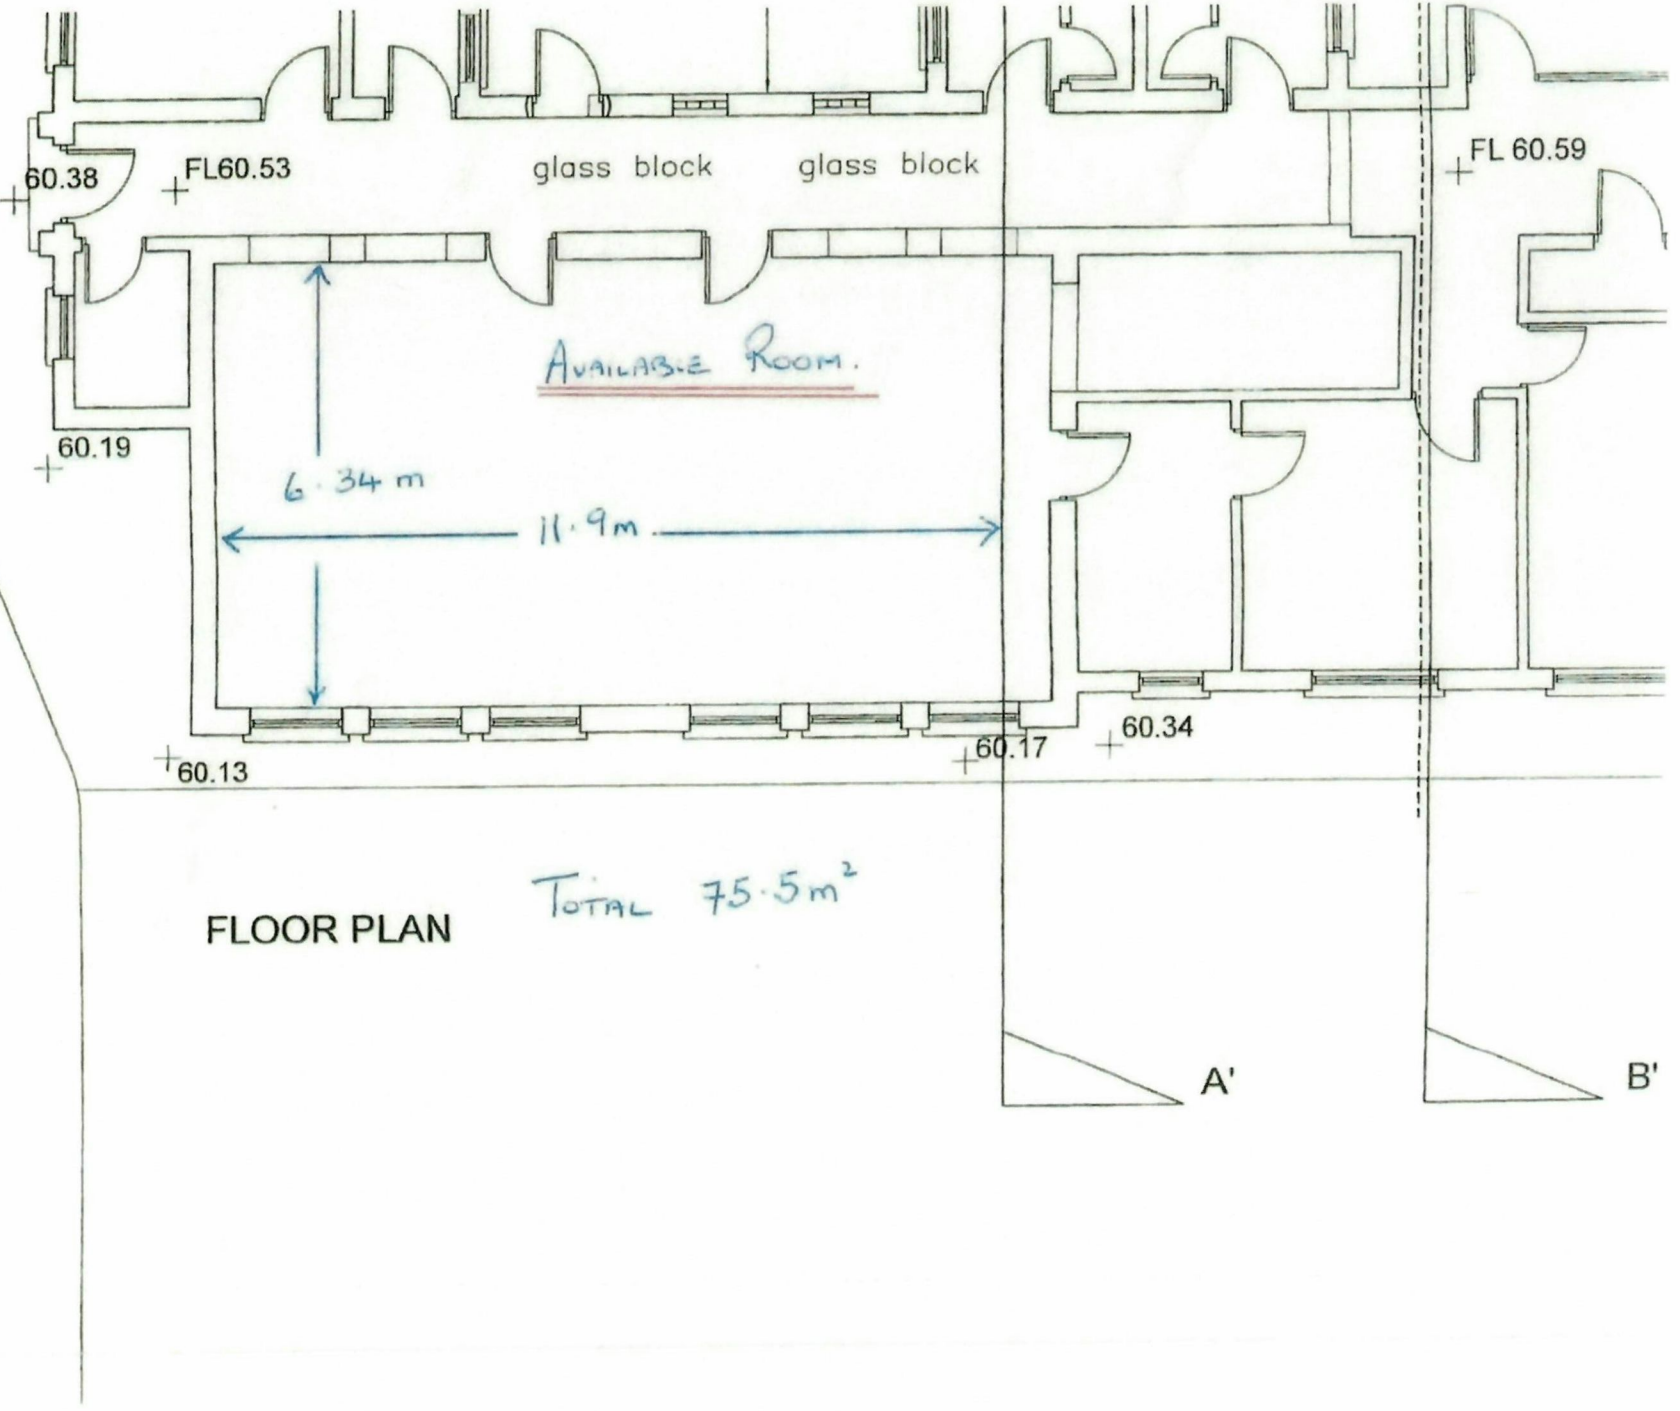 60.38
FL60.53
glass block
glass block
FL 60.59
AVAILABLE ROOM.
60.19
6.34 m
11.9m
60.34
60.17
60.13
TOTAL 75.5m²
FLOOR PLAN
A'
B'